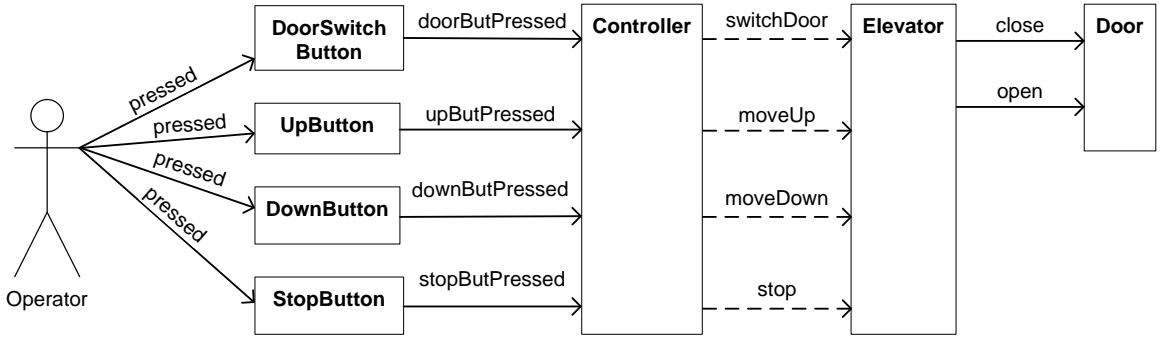 DoorSwitch
Button
doorButPressed
Controller
switchDoor
Elevator
close
Door
open
pressed
pressed
UpButton
upButPressed
moveUp
pressed
DownButton
downButPressed
moveDown
pressed
StopButton
stopButPressed
stop
Operator